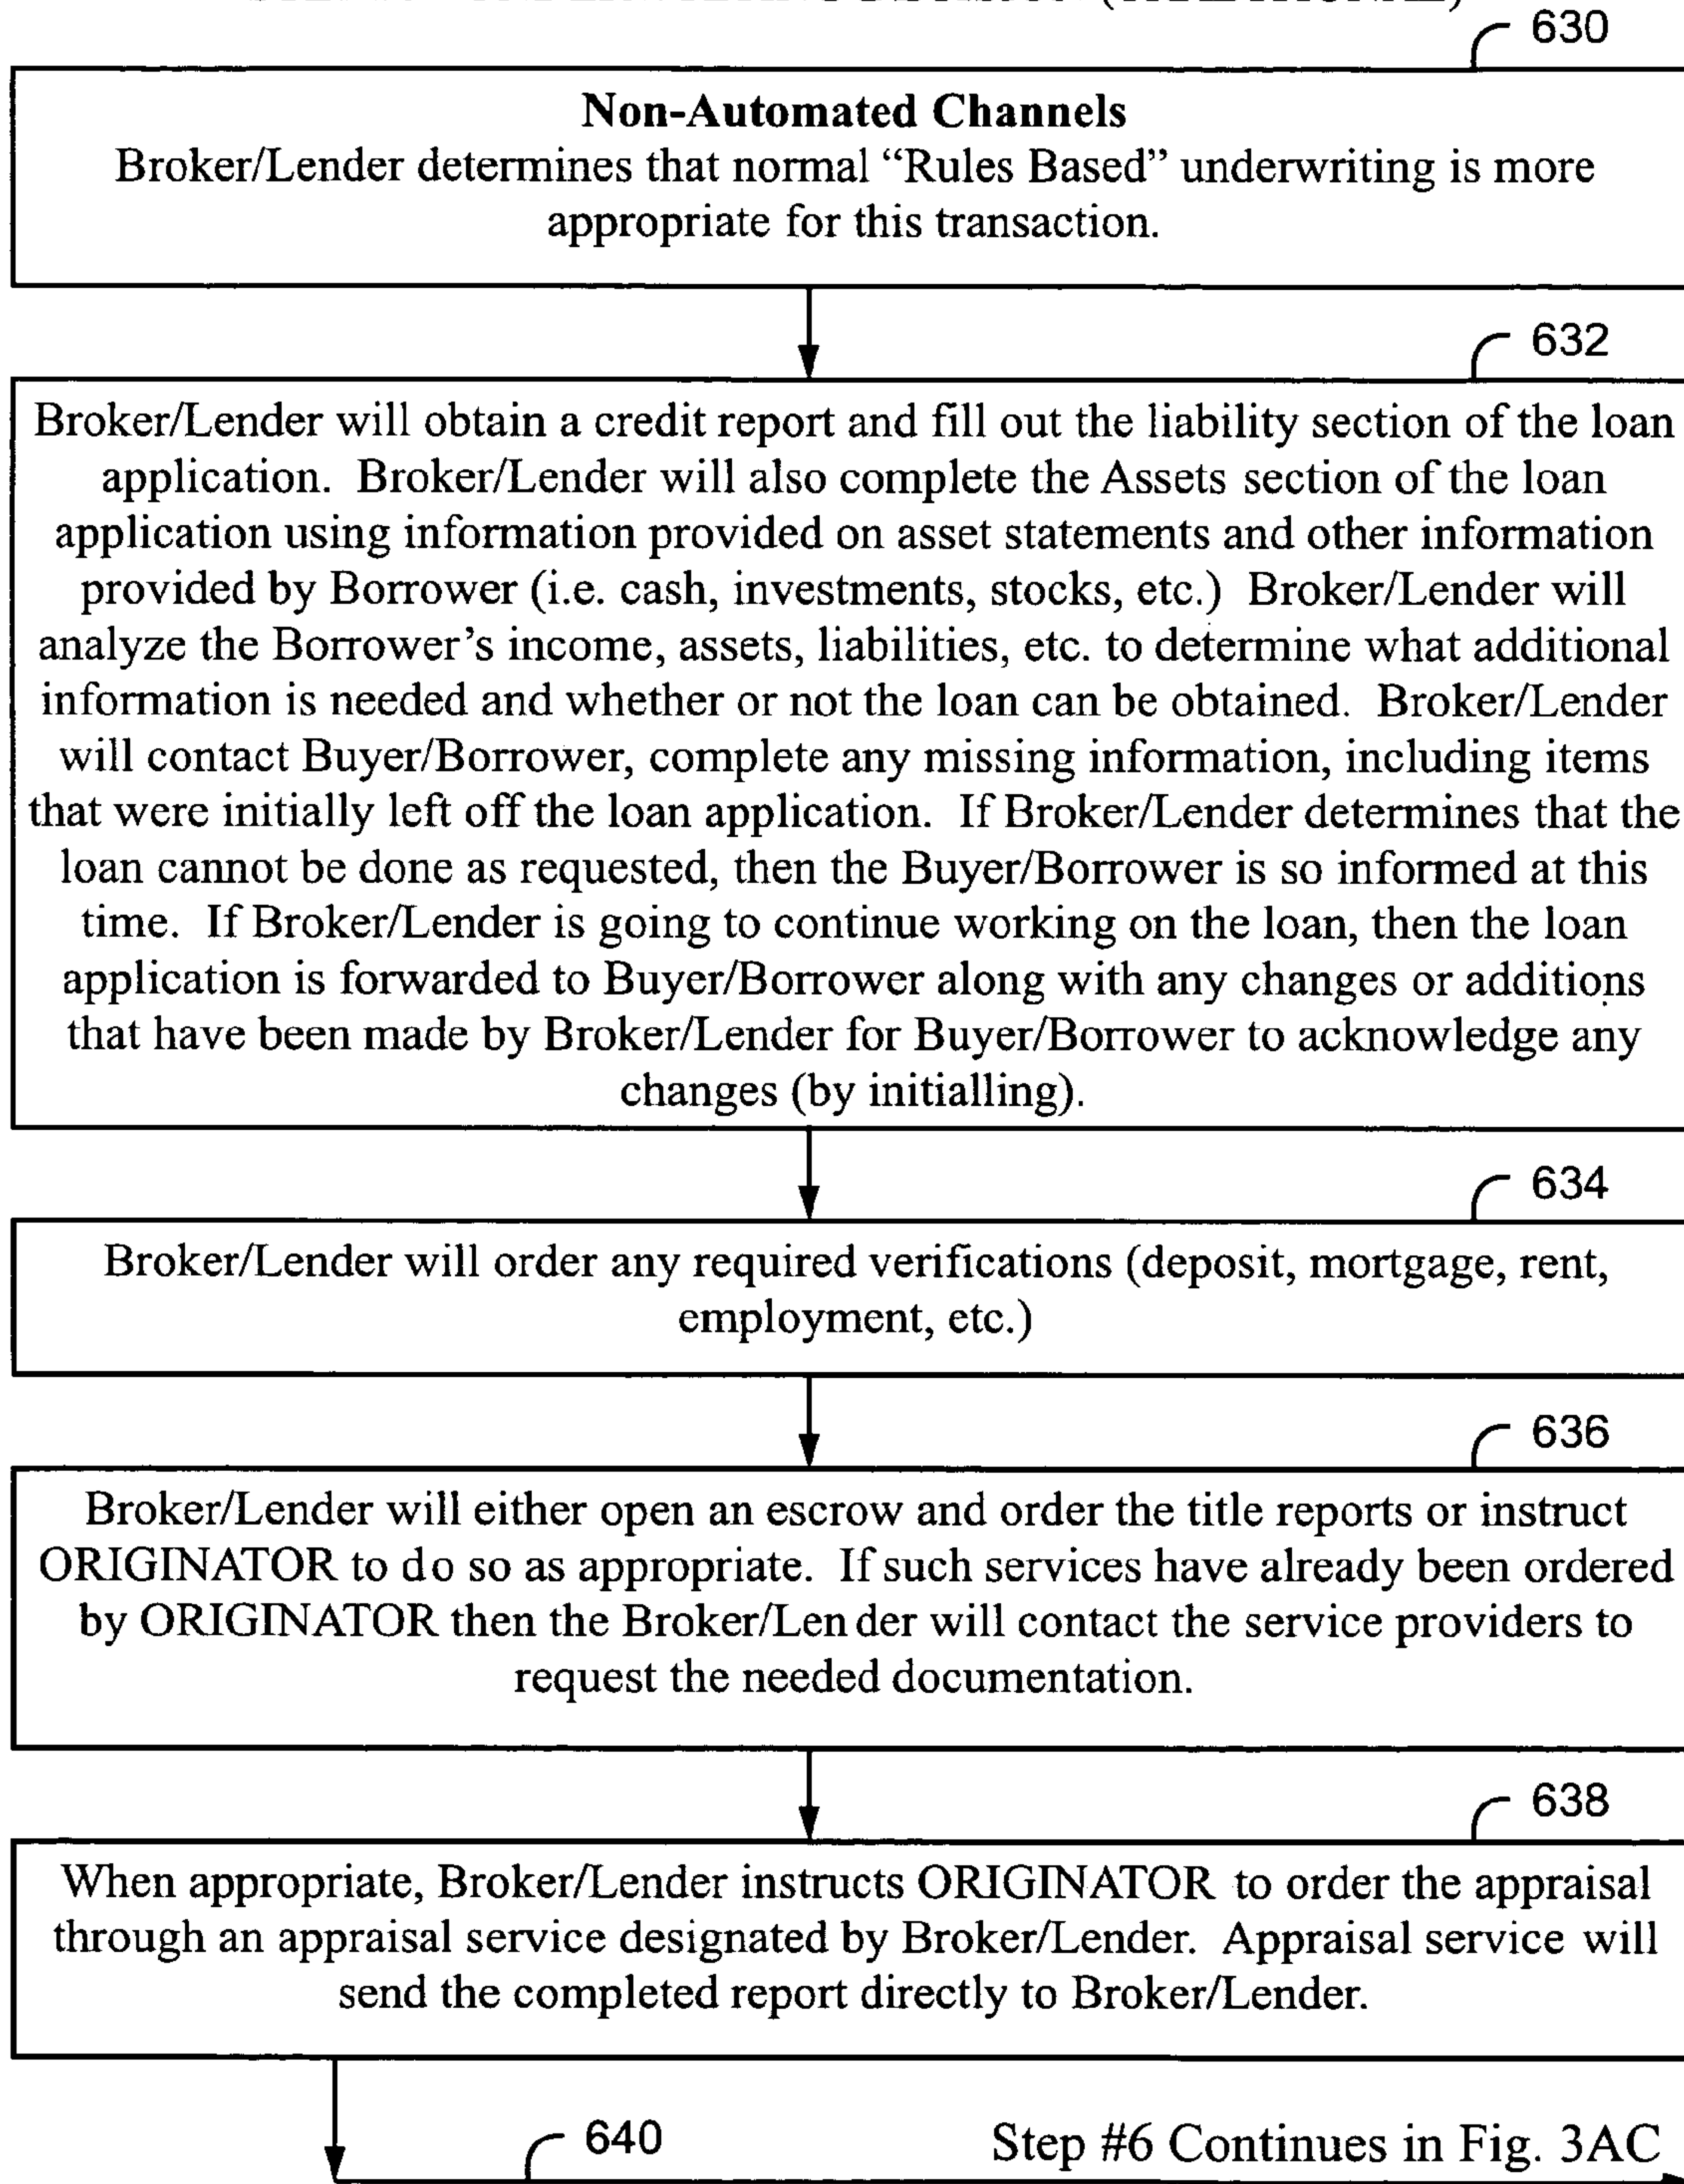 630
Non-Automated Channels
Broker/Lender determines that normal “Rules Based” underwriting is more
appropriate for this transaction.
632
Broker/Lender will obtain a credit report and fill out the liability section of the loan
application. Broker/Lender will also complete the Assets section of the loan
application using information provided on asset statements and other information
provided by Borrower (i.e. cash, investments, stocks, etc.) Broker/Lender will
analyze the Borrower’s income, assets, liabilities, etc. to determine what additional
information is needed and whether or not the loan can be obtained. Broker/Lender
will contact Buyer/Borrower, complete any missing information, including items
that were initially left off the loan application. If Broker/Lender determines that the
loan cannot be done as requested, then the Buyer/Borrower is so informed at this
time. If Broker/Lender is going to continue working on the loan, then the loan
application is forwarded to Buyer/Borrower along with any changes or additions
that have been made by Broker/Lender for Buyer/Borrower to acknowledge any
changes (by initialling).
634
Broker/Lender will order any required verifications (deposit, mortgage, rent,
employment, etc.)
636
Broker/Lender will either open an escrow and order the title reports or instruct
ORIGINATOR to do so as appropriate. If such services have already been ordered
by ORIGINATOR then the Broker/Lender will contact the service providers to
request the needed documentation.
638
When appropriate, Broker/Lender instructs ORIGINATOR to order the appraisal
through an appraisal service designated by Broker/Lender. Appraisal service will
send the completed report directly to Broker/Lender.
640
Step #6 Continues in Fig. 3AC